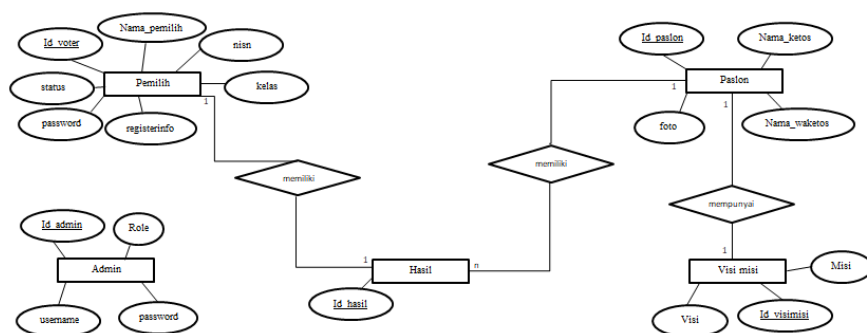 Nama_pemilih
Id_voter
nisn
status
Pemilih
kelas
password
registerinfo
1
Id_paslon
Nama_ketos
Paslon
1
1
foto
Nama_waketos
memiliki
memiliki
mempunyai
Id_admin
Role
Admin
username
password
1
Hasil
n
Id_hasil
1
Visi misi
Misi
Visi
Id_visimisi